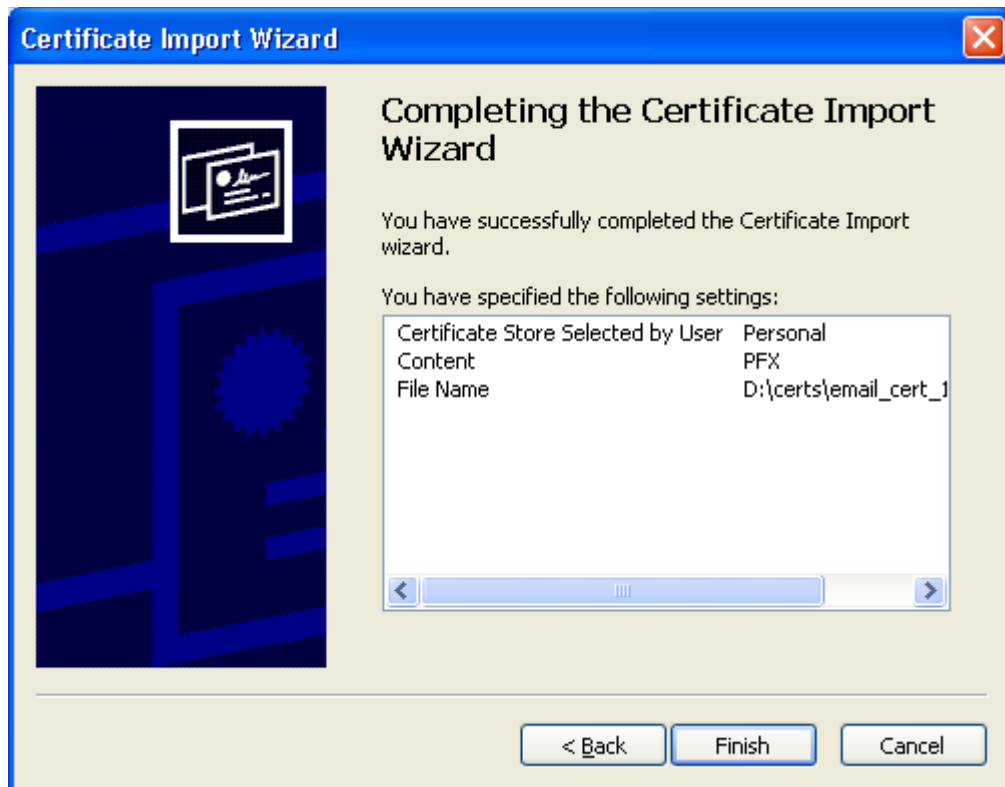 Certificate Import Wizard
Completing the Certificate Import
Wizard
You have successfully completed the Certificate Import
wizard.
You have specified the following settings:
Certificate Store Selected by User Personal
Content PFX
File Name D:\certs\email_cert_1
< Back Finish Cancel